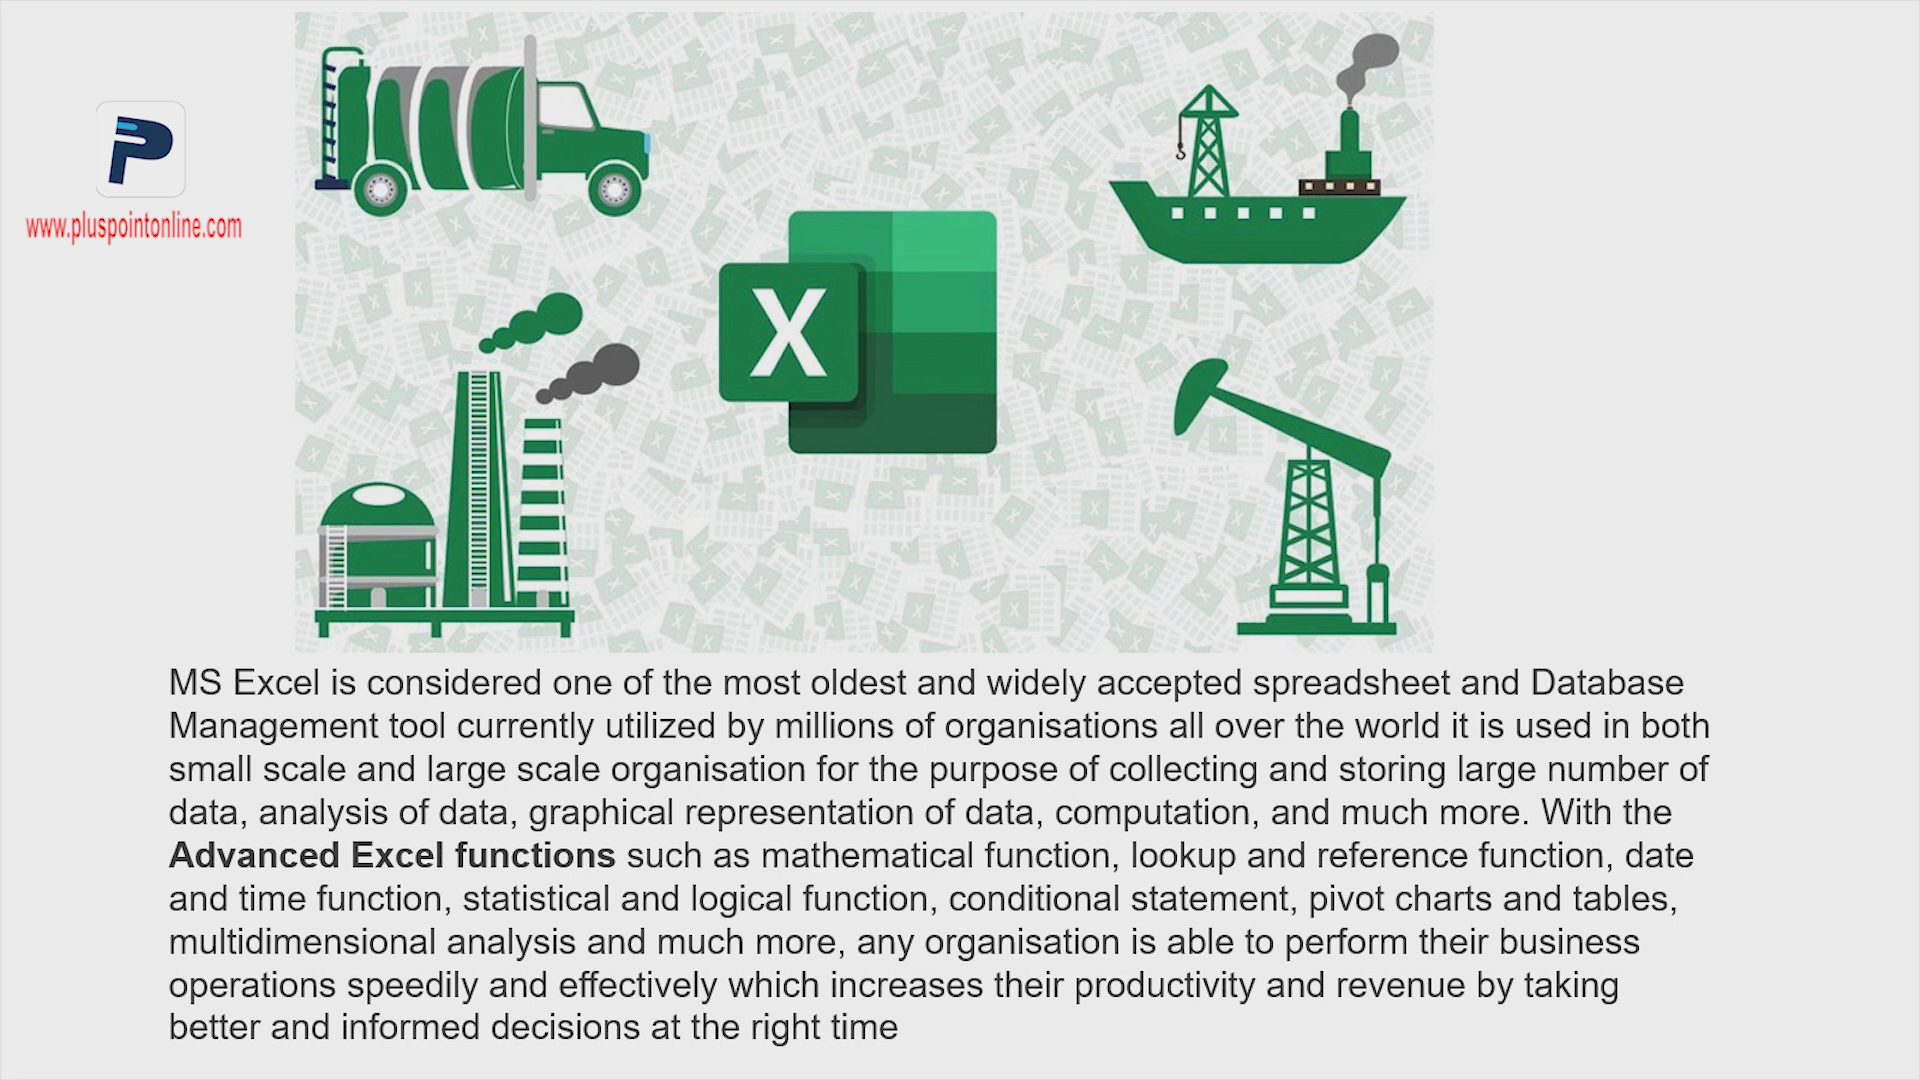 www.pluspointonline.com
X
MS Excel is considered one of the most oldest and widely accepted spreadsheet and Database
Management tool currently utilized by millions of organisations all over the world it is used in both
small scale and large scale organisation for the purpose of collecting and storing large number of
data, analysis of data, graphical representation of data, computation, and much more. With the
Advanced Excel functions such as mathematical function, lookup and reference function, date
and time function, statistical and logical function, conditional statement, pivot charts and tables,
multidimensional analysis and much more, any organisation is able to perform their business
operations speedily and effectively which increases their productivity and revenue by taking
better and informed decisions at the right time